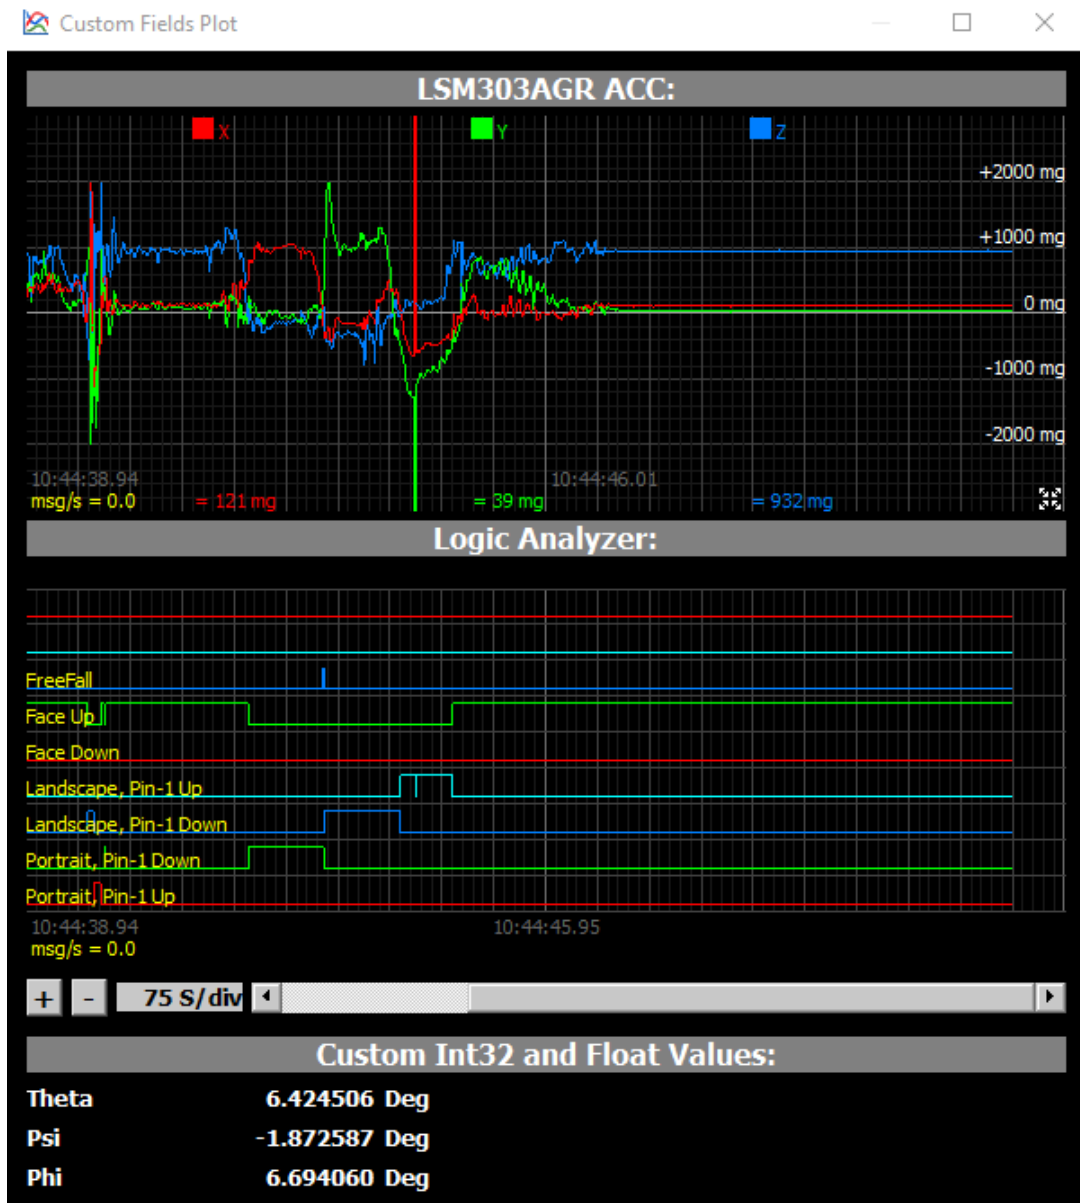 Custom Fields Plot
LSM303AGR ACC:
X Y Z
+2000 mg
+1000 mg
0 mg
-1000 mg
-2000 mg
10:44:38.94 10:44:46.01
msg/s = 0.0 = 121 mg = 39 mg = 932 mg
Logic Analyzer:
FreeFall
Face Up
Face Down
Landscape, Pin-1 Up
Landscape, Pin-1 Down
Portrait, Pin-1 Down
Portrait, Pin-1 Up
10:44:38.94 10:44:45.95
msg/s = 0.0
+ - 75 S/div
Custom Int32 and Float Values:
Theta 6.424506 Deg
Psi -1.872587 Deg
Phi 6.694060 Deg